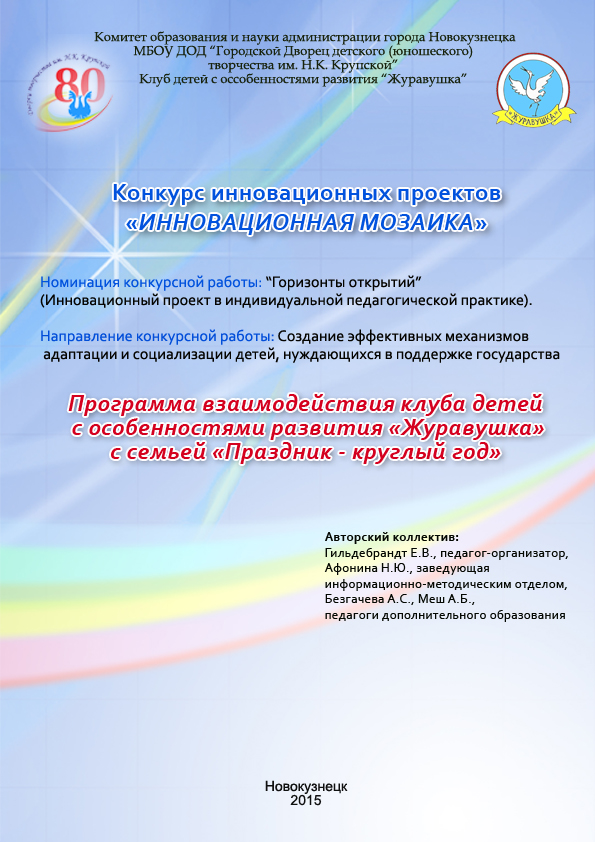 Комитет образования и науки администрации города Новокузнецка
МБОУ ДОД “Городской Дворец детского (юношеского)
творчества им. Н.К. Круцской”
Клуб детей с оссобенностями развития “Журавушка”
80
«ЖУРАВУШКА»
Конкурс инновационных проектов
«ИННОВАЦИОННАЯ МОЗАИКА»
Номинация конкурсной работы: “Горизонты открытий”
(Инновационный проект в индивидуальной педагогической практике).
Направление конкурсной работы: Создание эффективных механизмов
адаптации и социализации детей, нуждающихся в поддержке государства
Программа взаимодействия клуба детей
с особенностями развития «Журавушка»
с семьей «Праздник - круглый год»
Авторский коллектив:
Гильдебрандт Е.В., педагог-организатор,
Афонина Н.Ю., заведующая
информационно-методическим отделом,
Безгачева А.С., Меш А.Б.,
педагоги дополнительного образования
Новокузнецк
2015